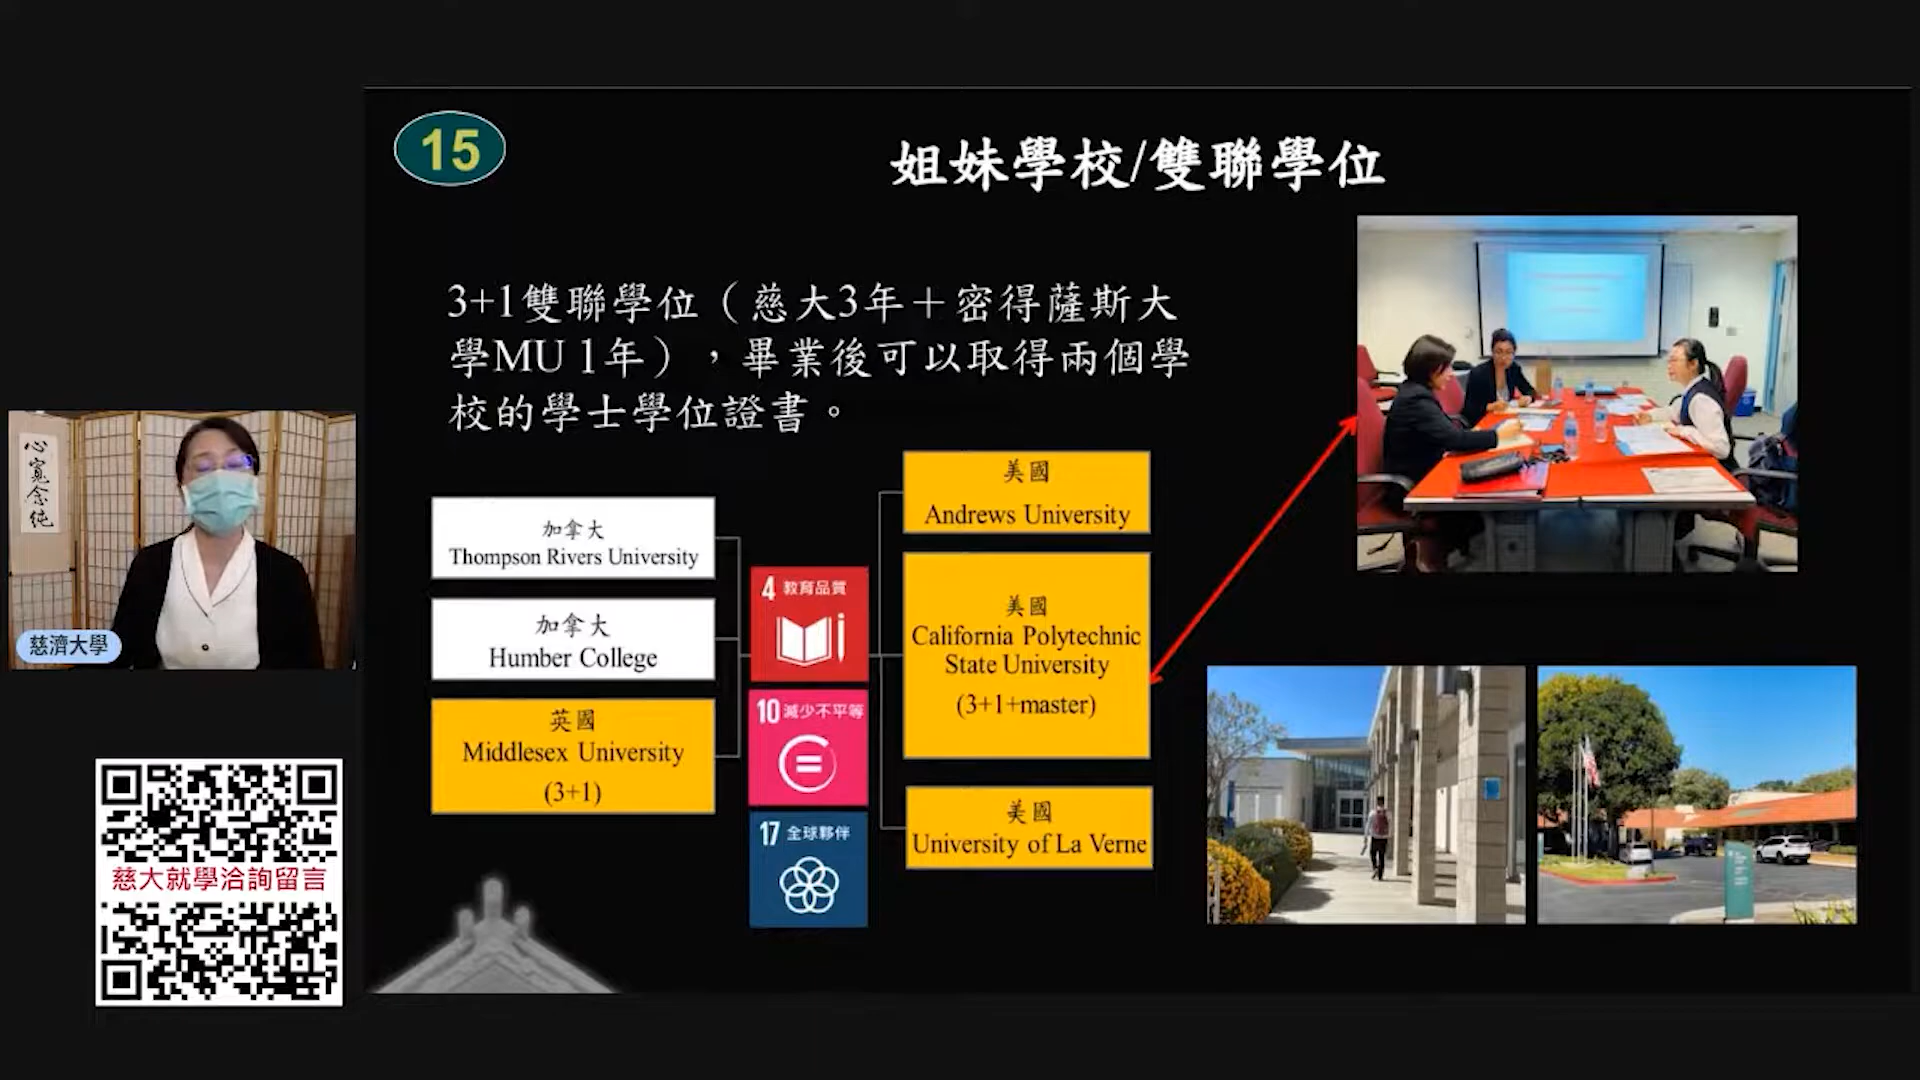 15
姐妹學校/雙聯學位
3+1雙聯學位（慈大3年＋密得薩斯大
學MU 1年），畢業後可以取得兩個學
校的學士學位證書。
加拿大
Thompson Rivers University
加拿大
Humber College
英國
Middlesex University
(3+1)
4 教育品質
10 減少不平等
17 全球夥伴
美國
Andrews University
美國
California Polytechnic
State University
(3+1+master)
美國
University of La Verne
心寬念純
慈濟大學
慈大就學洽詢留言